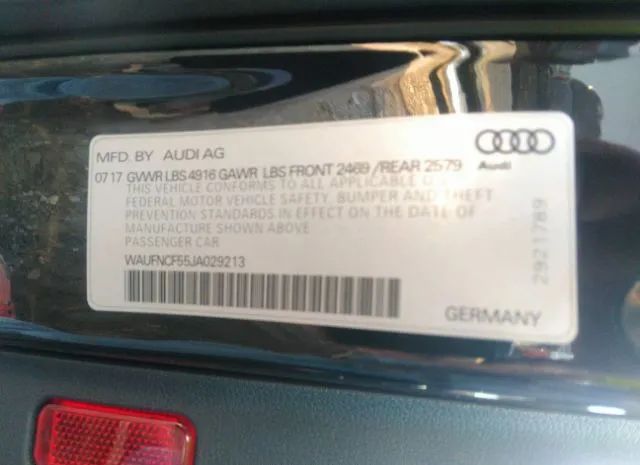 MFD. BY AUDI AG
Audi
07 17 GVWR LBS 4916 GAWR LBS FRONT 2469 /REAR 2579
THIS VEHICLE CONFORMS TO ALL APPLICABLE
FEDERAL MOTOR VEHICLE SAFETY, BUMPER AND THEFT
PREVENTION STANDARDS IN EFFECT ON THE DATE OF
MANUFACTURE SHOWN ABOVE
PASSENGER CAR
WAUFNCF55JA029213
2921789
GERMANY